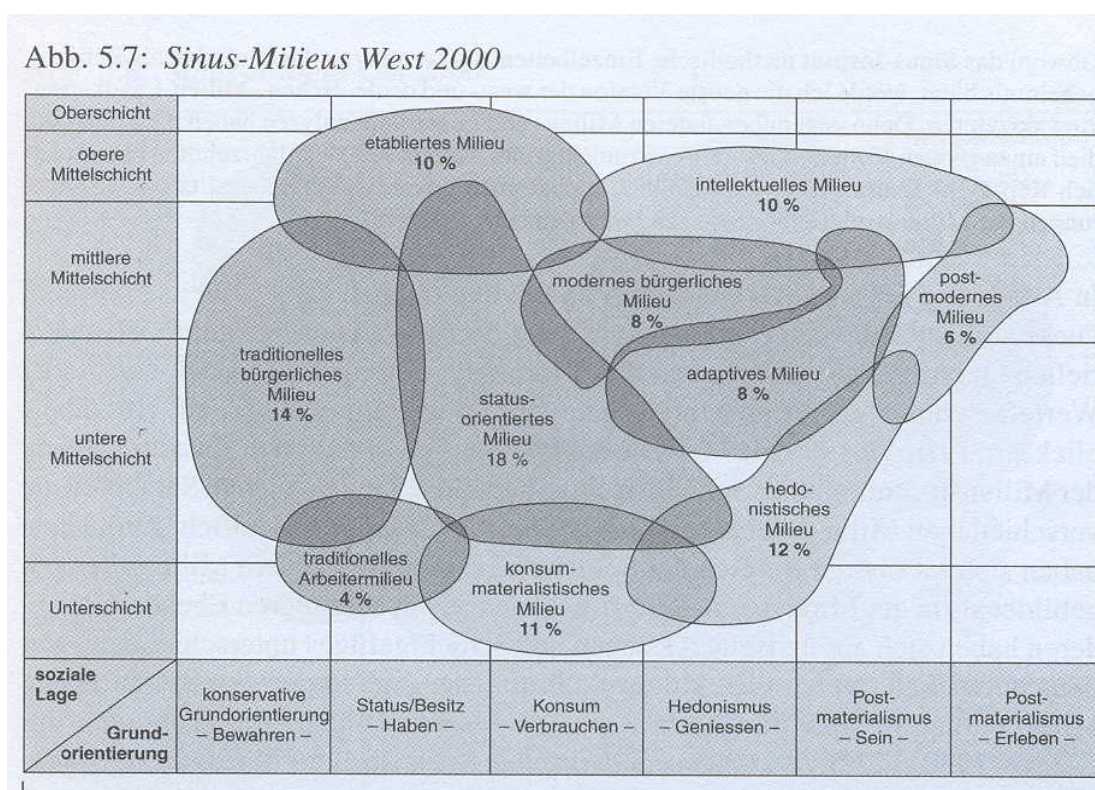 Abb. 5.7: Sinus-Milieus West 2000
Oberschicht
obere
Mittelschicht
mittlere
Mittelschicht
untere
Mittelschicht
Unterschicht
etabliertes Milieu
10 %
intellektuelles Milieu
10 %
modernes bürgerliches
Milieu
8 %
post-
modernes
Milieu
6 %
traditionelles
bürgerliches
Milieu
14 %
status-
orientiertes
Milieu
18 %
adaptives Milieu
8 %
hedo-
nistisches
Milieu
12 %
traditionelles
Arbeitermilieu
4 %
konsum-
materialistisches
Milieu
11 %
soziale
Lage
Grund-
orientierung
konservative
Grundorientierung
– Bewahren –
Status/Besitz
– Haben –
Konsum
– Verbrauchen –
Hedonismus
– Geniessen –
Post-
materialismus
– Sein –
Post-
materialismus
– Erleben –